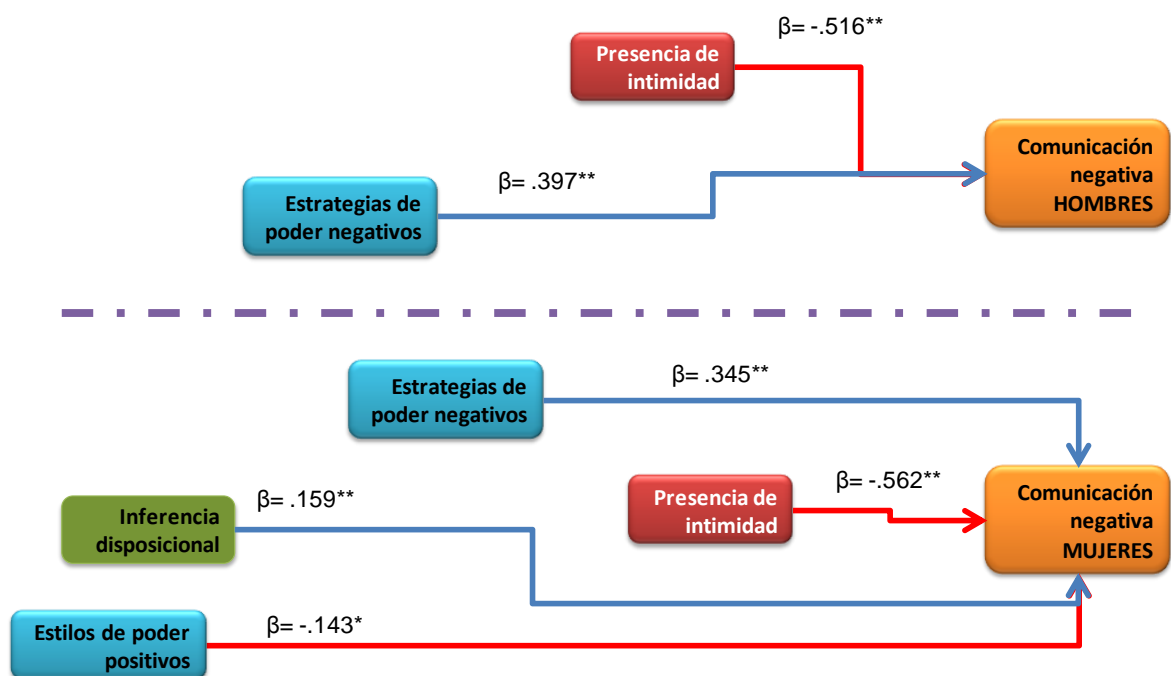 β= -.516**
Presencia de
intimidad
Comunicación
negativa
HOMBRES
β= .397**
Estrategias de
poder negativos
Estrategias de
poder negativos
β= .345**
Inferencia
disposicional
β= .159**
Presencia de
intimidad
β= -.562**
Comunicación
negativa
MUJERES
Estilos de poder
positivos
β= -.143*